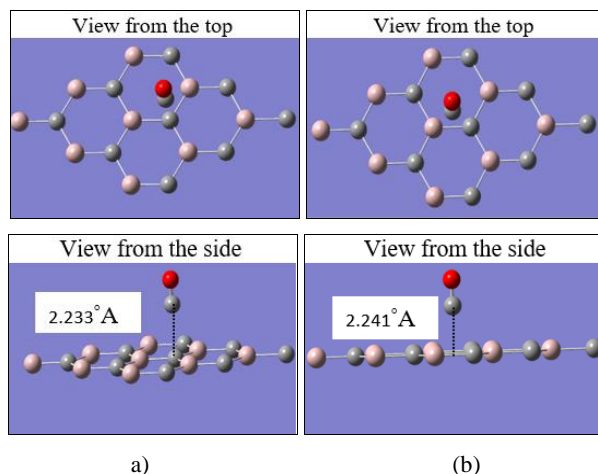 View from the top
View from the top
View from the side
2.233°A
View from the side
2.241°A
a)
(b)